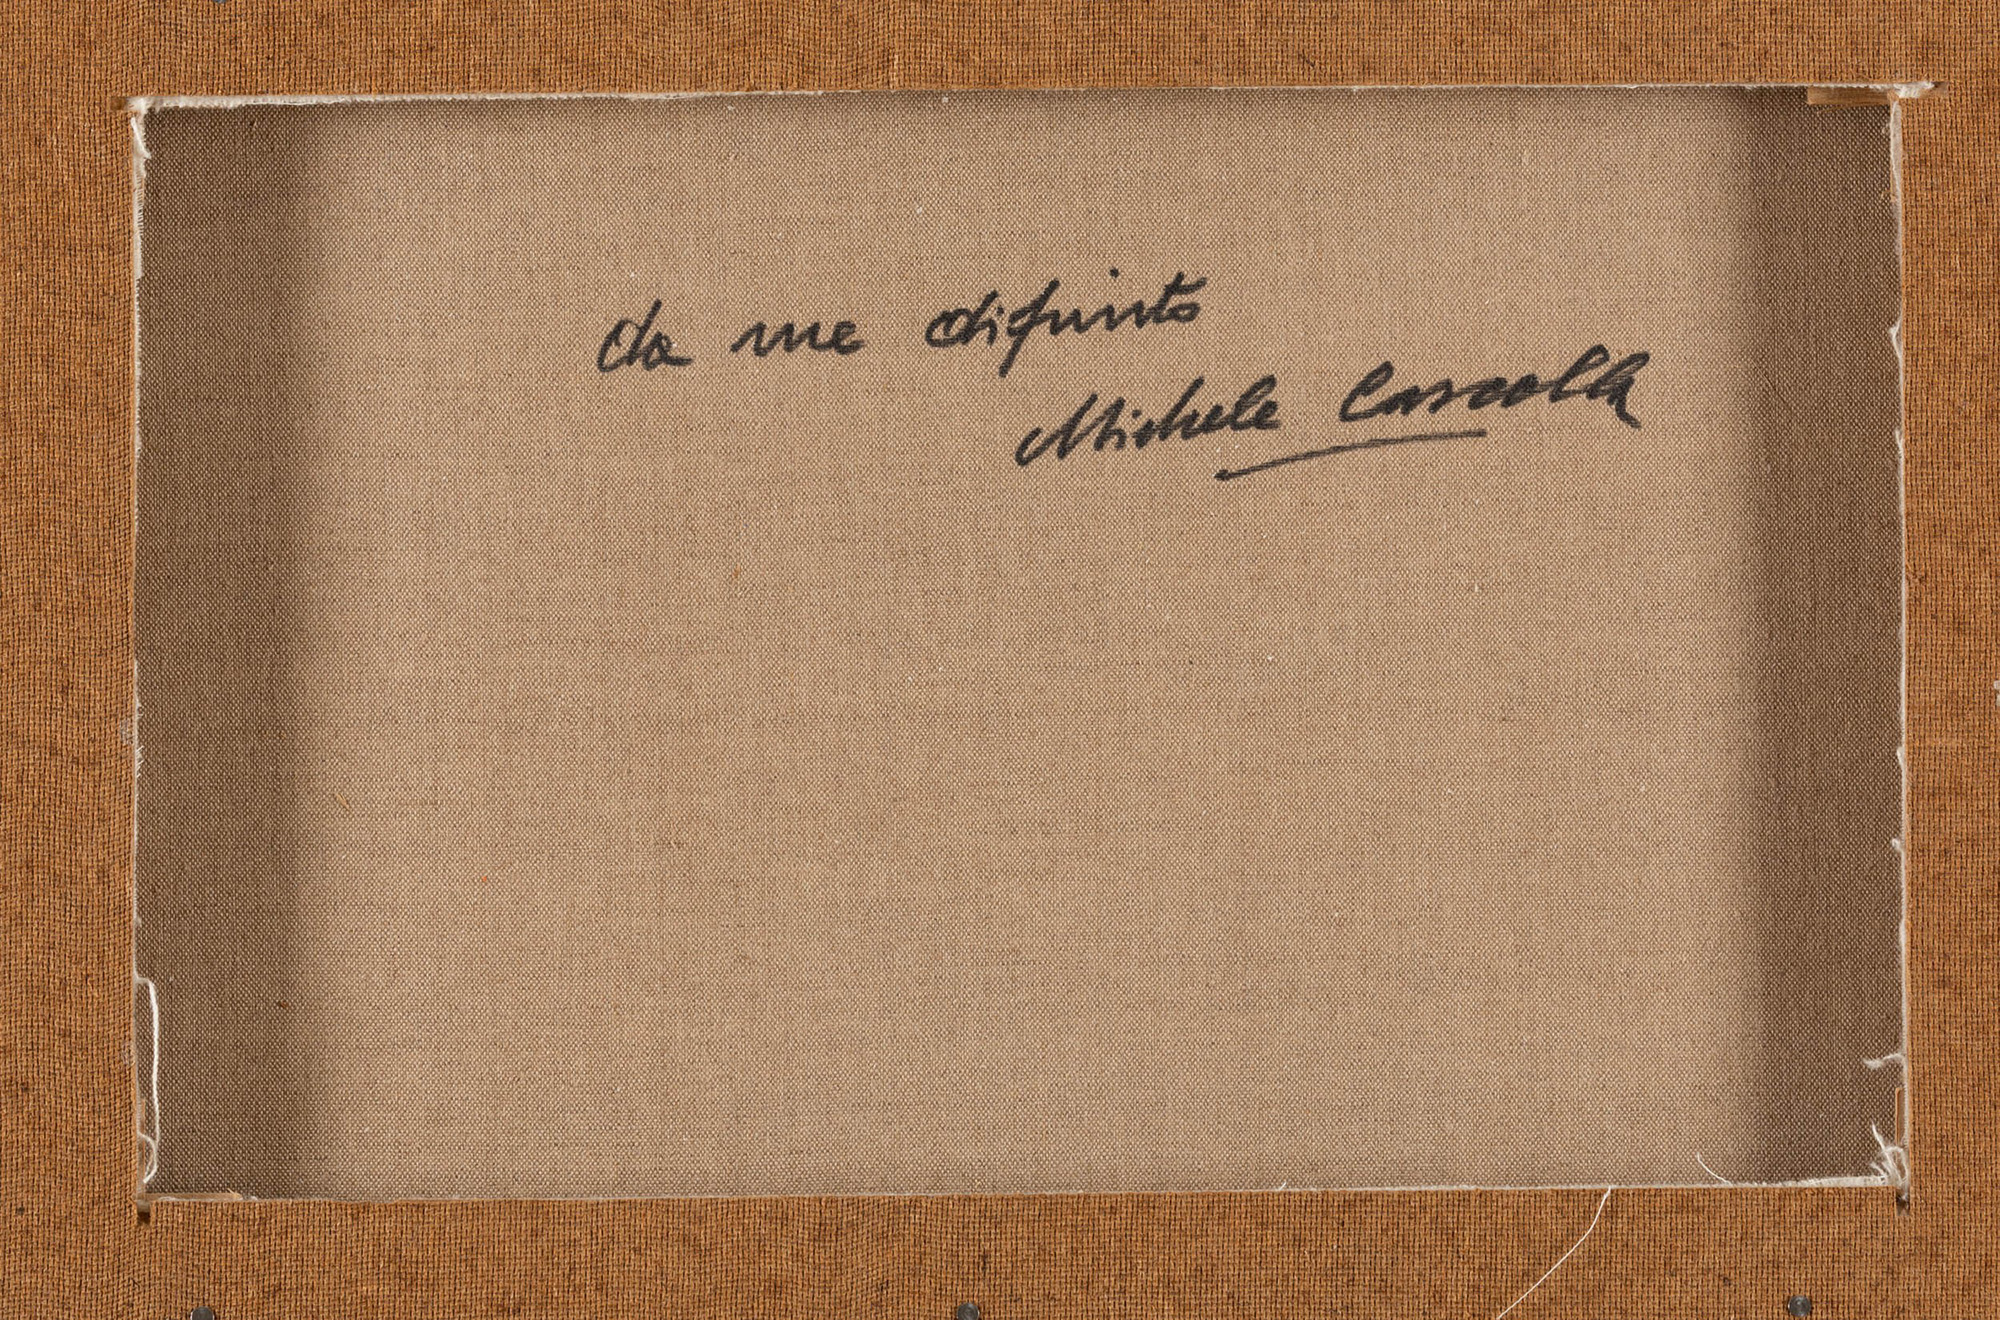 da me dipinto
Michele Cascella